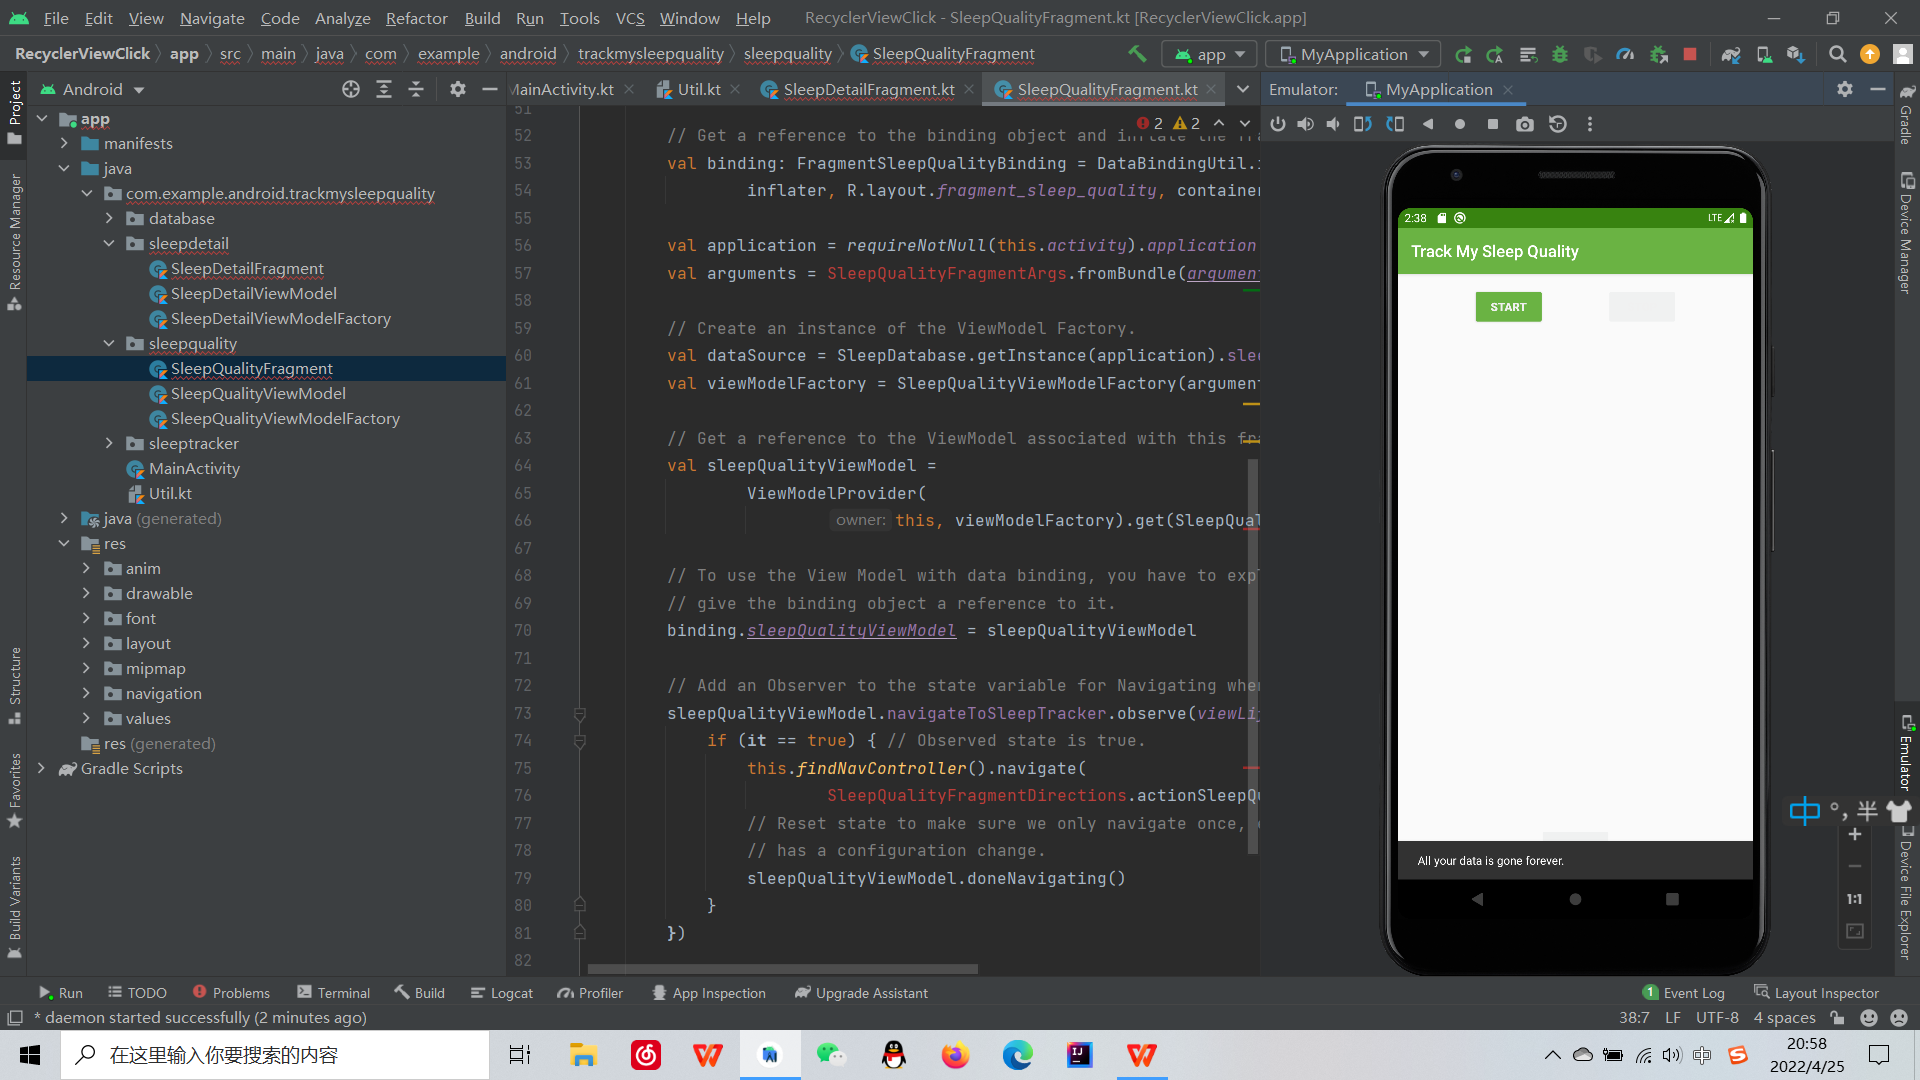 File Edit View Navigate Code Analyze Refactor Build Run Tools VCS Window Help RecyclerViewClick - SleepQualityFragment.kt [RecyclerViewClick.app]
RecyclerViewClick app src main java com example android trackmysleepquality sleepquality SleepQualityFragment app MyApplication
Android
MainActivity.kt Util.kt SleepDetailFragment.kt SleepQualityFragment.kt
Emulator: MyApplication
Project
Resource Manager
Structure
Favorites
Build Variants
app
manifests
java
com.example.android.trackmysleepquality
database
sleepdetail
SleepDetailFragment
SleepDetailViewModel
SleepDetailViewModelFactory
sleepquality
SleepQualityFragment
SleepQualityViewModel
SleepQualityViewModelFactory
sleeptracker
MainActivity
Util.kt
java (generated)
res
anim
drawable
font
layout
mipmap
navigation
values
res (generated)
Gradle Scripts
2 2
51
52 // Get a reference to the binding object and inflate the fra
53 val binding: FragmentSleepQualityBinding = DataBindingUtil.i
54 inflater, R.layout.fragment_sleep_quality, container
55
56 val application = requireNotNull(this.activity).application
57 val arguments = SleepQualityFragmentArgs.fromBundle(argument
58
59 // Create an instance of the ViewModel Factory.
60 val dataSource = SleepDatabase.getInstance(application).slee
61 val viewModelFactory = SleepQualityViewModelFactory(argument
62
63 // Get a reference to the ViewModel associated with this fra
64 val sleepQualityViewModel =
65 ViewModelProvider(
66 owner: this, viewModelFactory).get(SleepQual
67
68 // To use the View Model with data binding, you have to expl
69 // give the binding object a reference to it.
70 binding.sleepQualityViewModel = sleepQualityViewModel
71
72 // Add an Observer to the state variable for Navigating when
73 sleepQualityViewModel.navigateToSleepTracker.observe(viewLif
74 if (it == true) { // Observed state is true.
75 this.findNavController().navigate(
76 SleepQualityFragmentDirections.actionSleepQu
77 // Reset state to make sure we only navigate once,
78 // has a configuration change.
79 sleepQualityViewModel.doneNavigating()
80 }
81 })
82
2:38 LTE
Track My Sleep Quality
START
All your data is gone forever.
Gradle
Device Manager
Emulator
Device File Explorer
中 °, 半
1:1
Run TODO Problems Terminal Build Logcat Profiler App Inspection Upgrade Assistant 1 Event Log Layout Inspector
* daemon started successfully (2 minutes ago) 38:7 LF UTF-8 4 spaces
在这里输入你要搜索的内容
中
20:58
2022/4/25